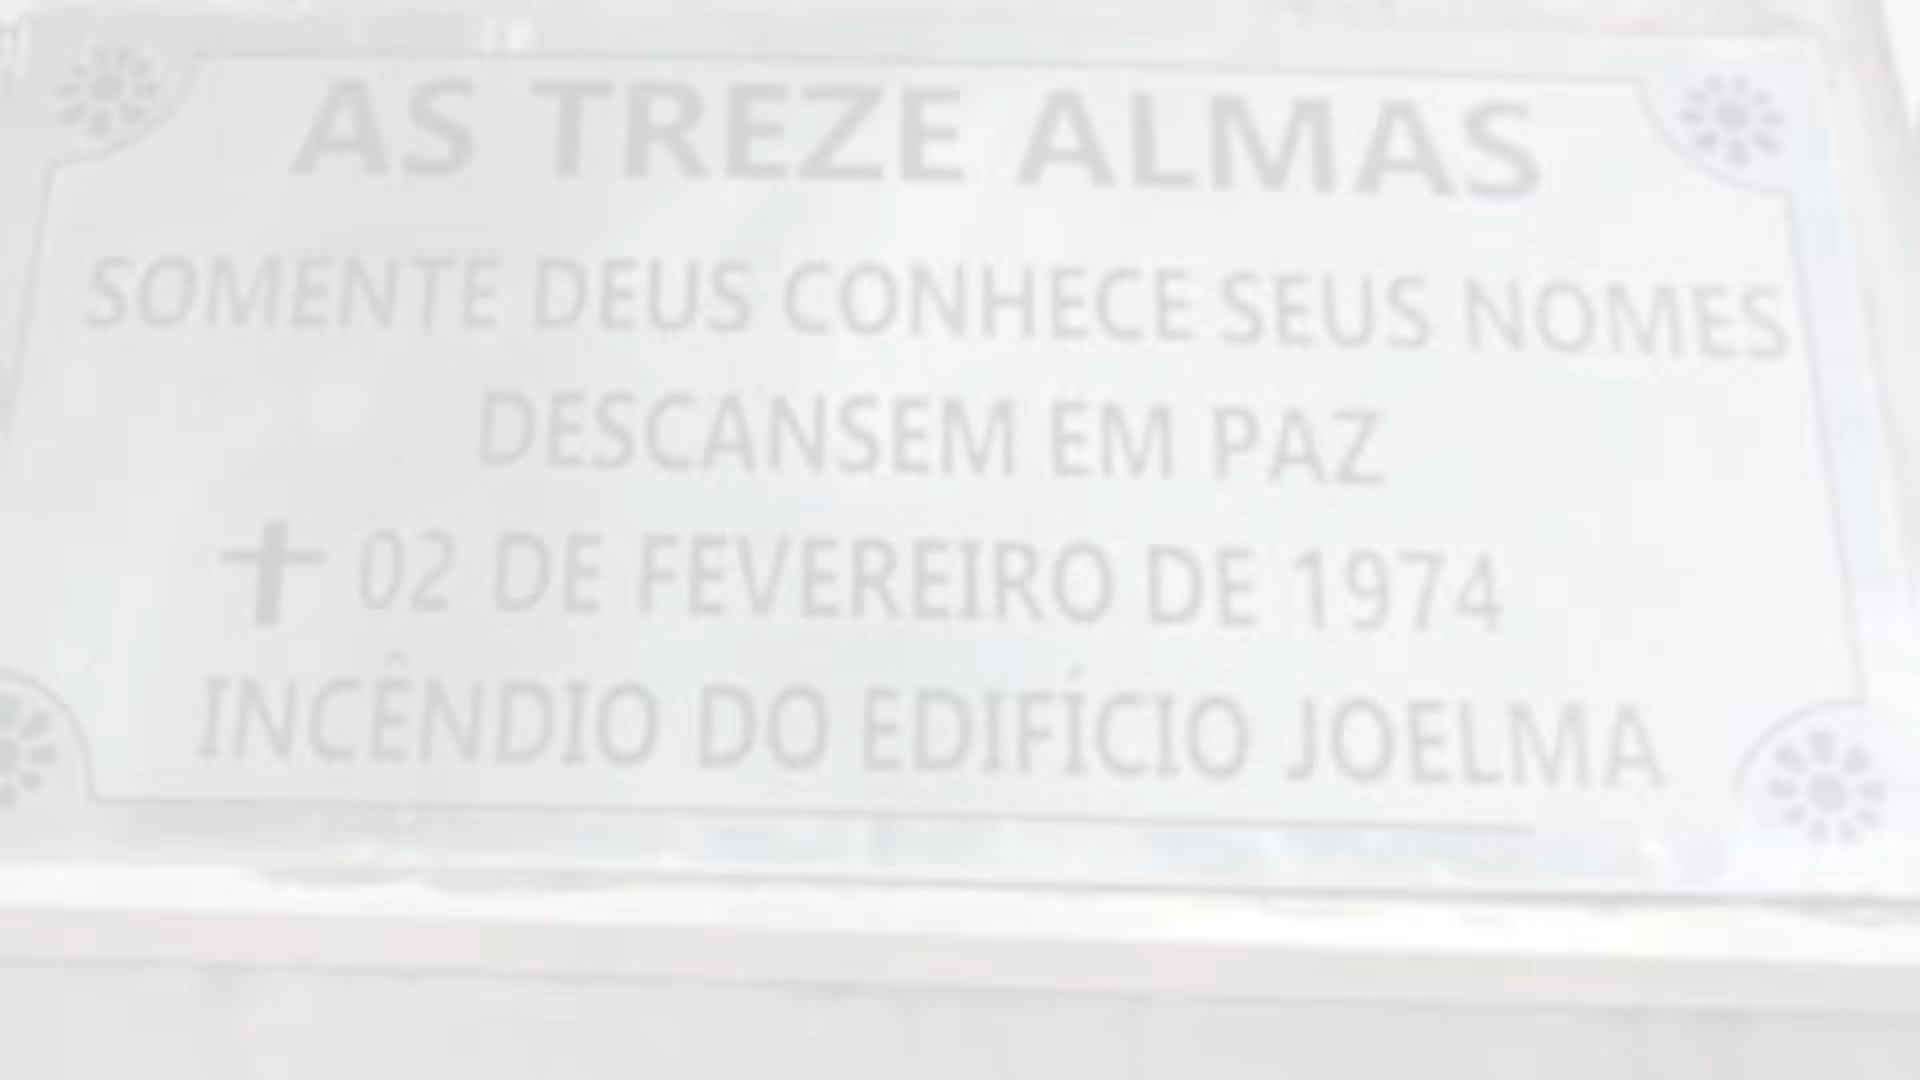 AS TREZE ALMAS
SOMENTE DEUS CONHECE SEUS NOMES
DESCANSEM EM PAZ
✝ 02 DE FEVEREIRO DE 1974
INCÊNDIO DO EDIFÍCIO JOELMA